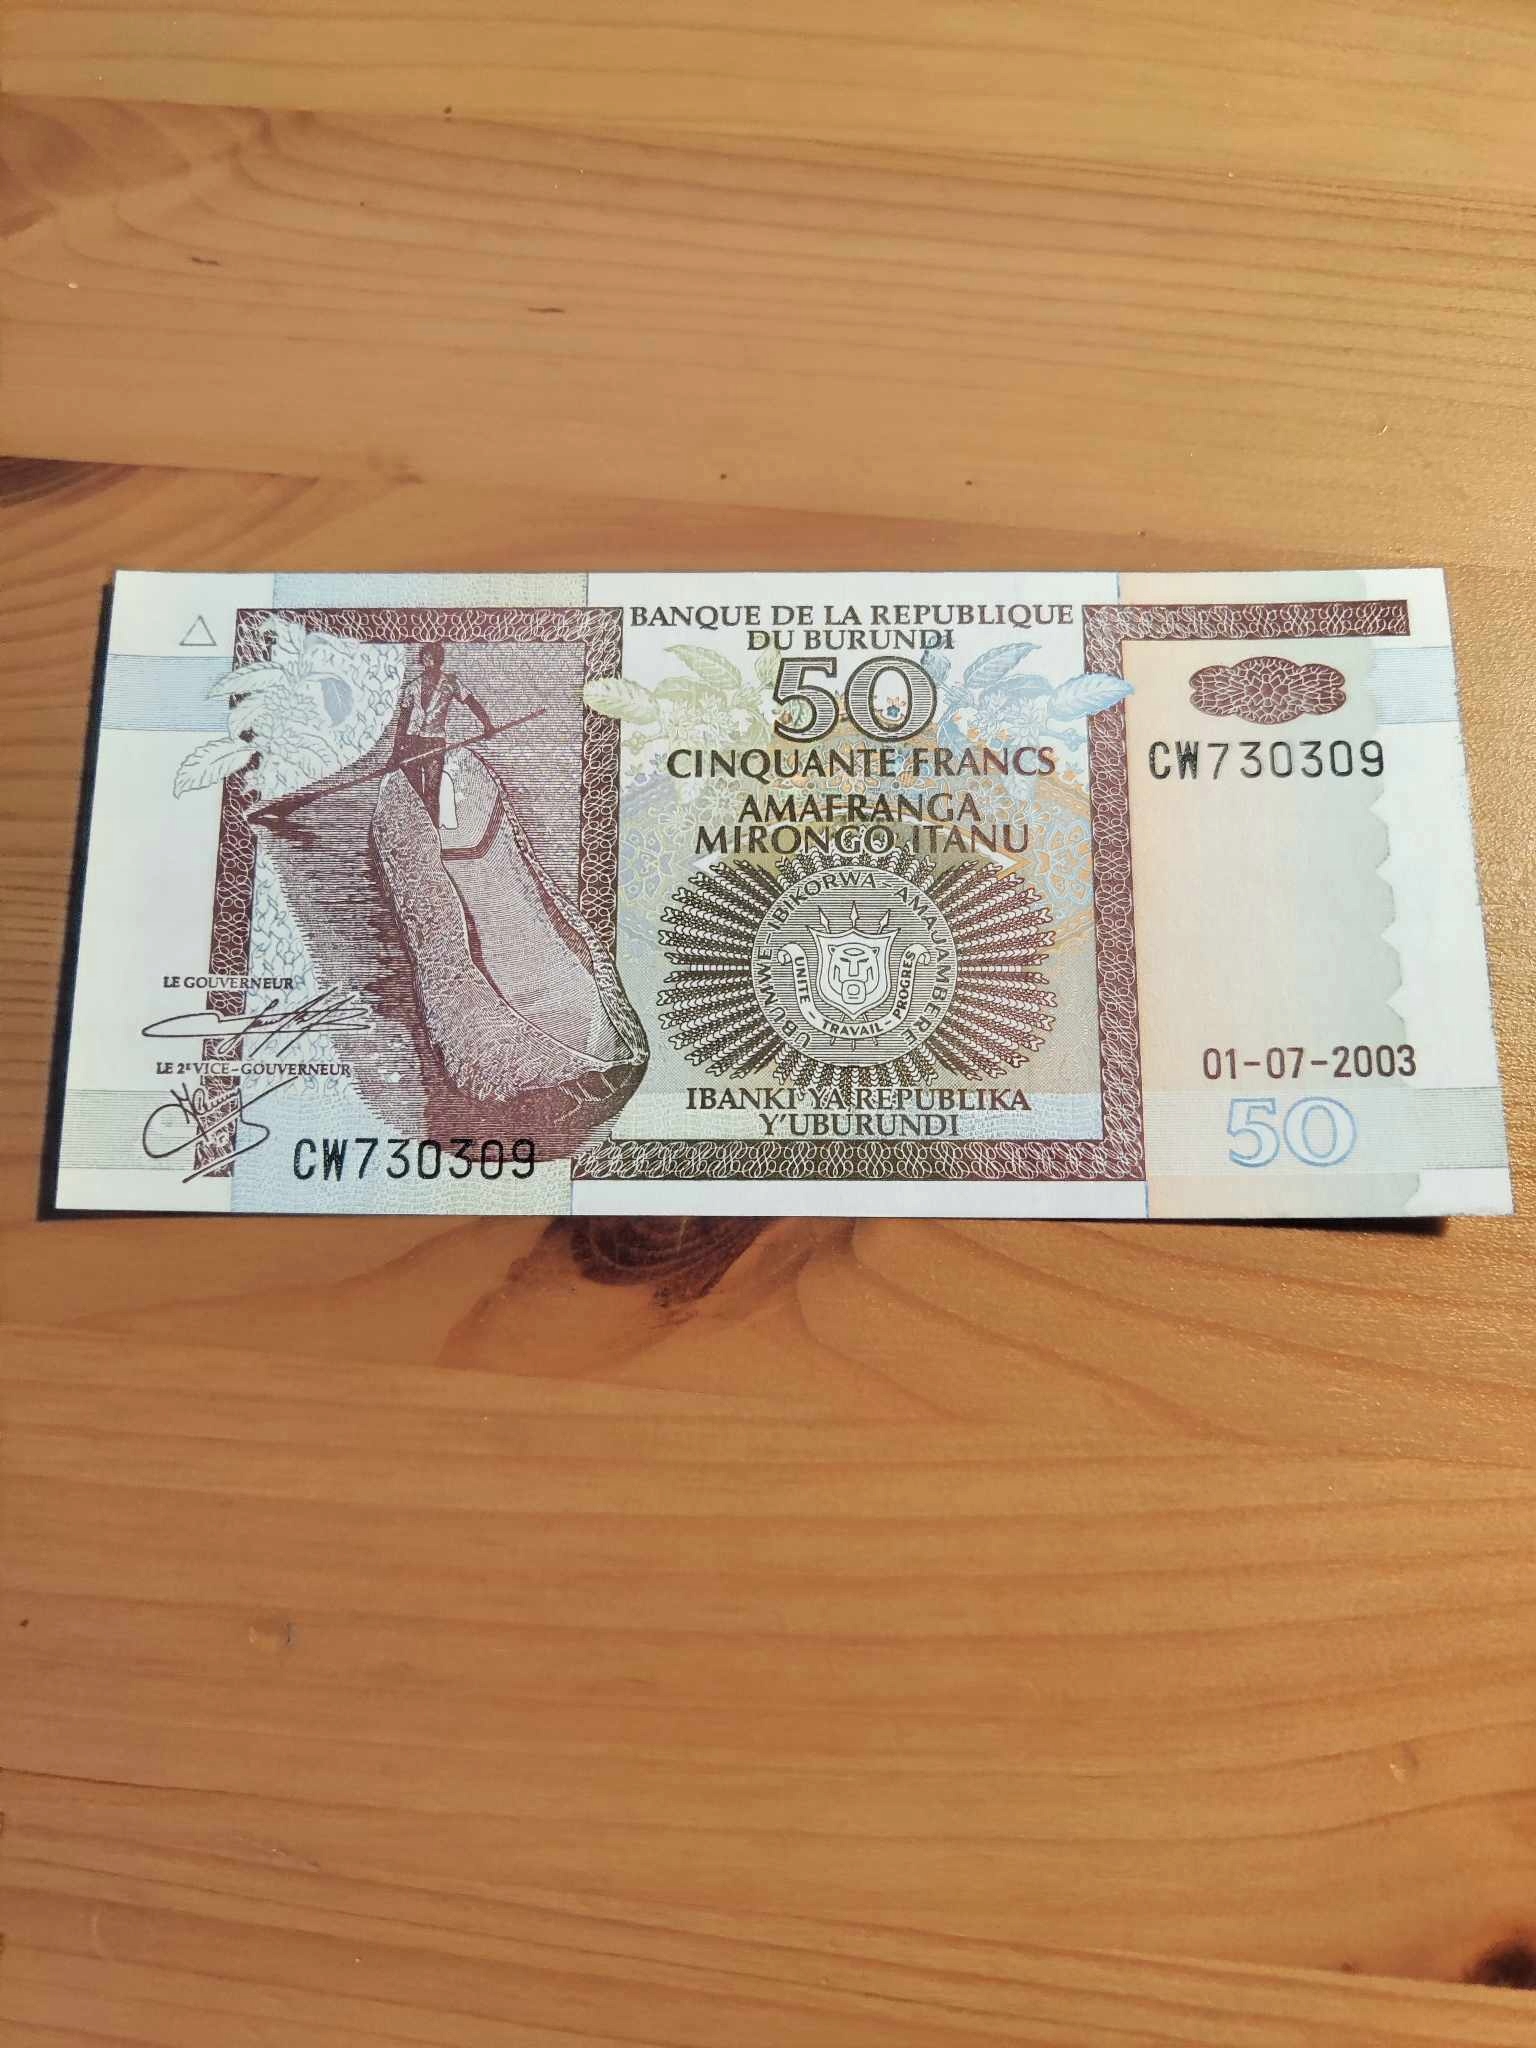 BANQUE DE LA REPUBLIQUE
DU BURUNDI
50
CINQUANTE FRANCS
AMAFRANGA
MIRONGO ITANU
CW730309
UBUMWE-IBIKORWA-AMAJAMBERE
UNITE - TRAVAIL - PROGRES
LE GOUVERNEUR
LE 2E VICE-GOUVERNEUR
CW730309
IBANKI YA REPUBLIKA
Y'UBURUNDI
01-07-2003
50